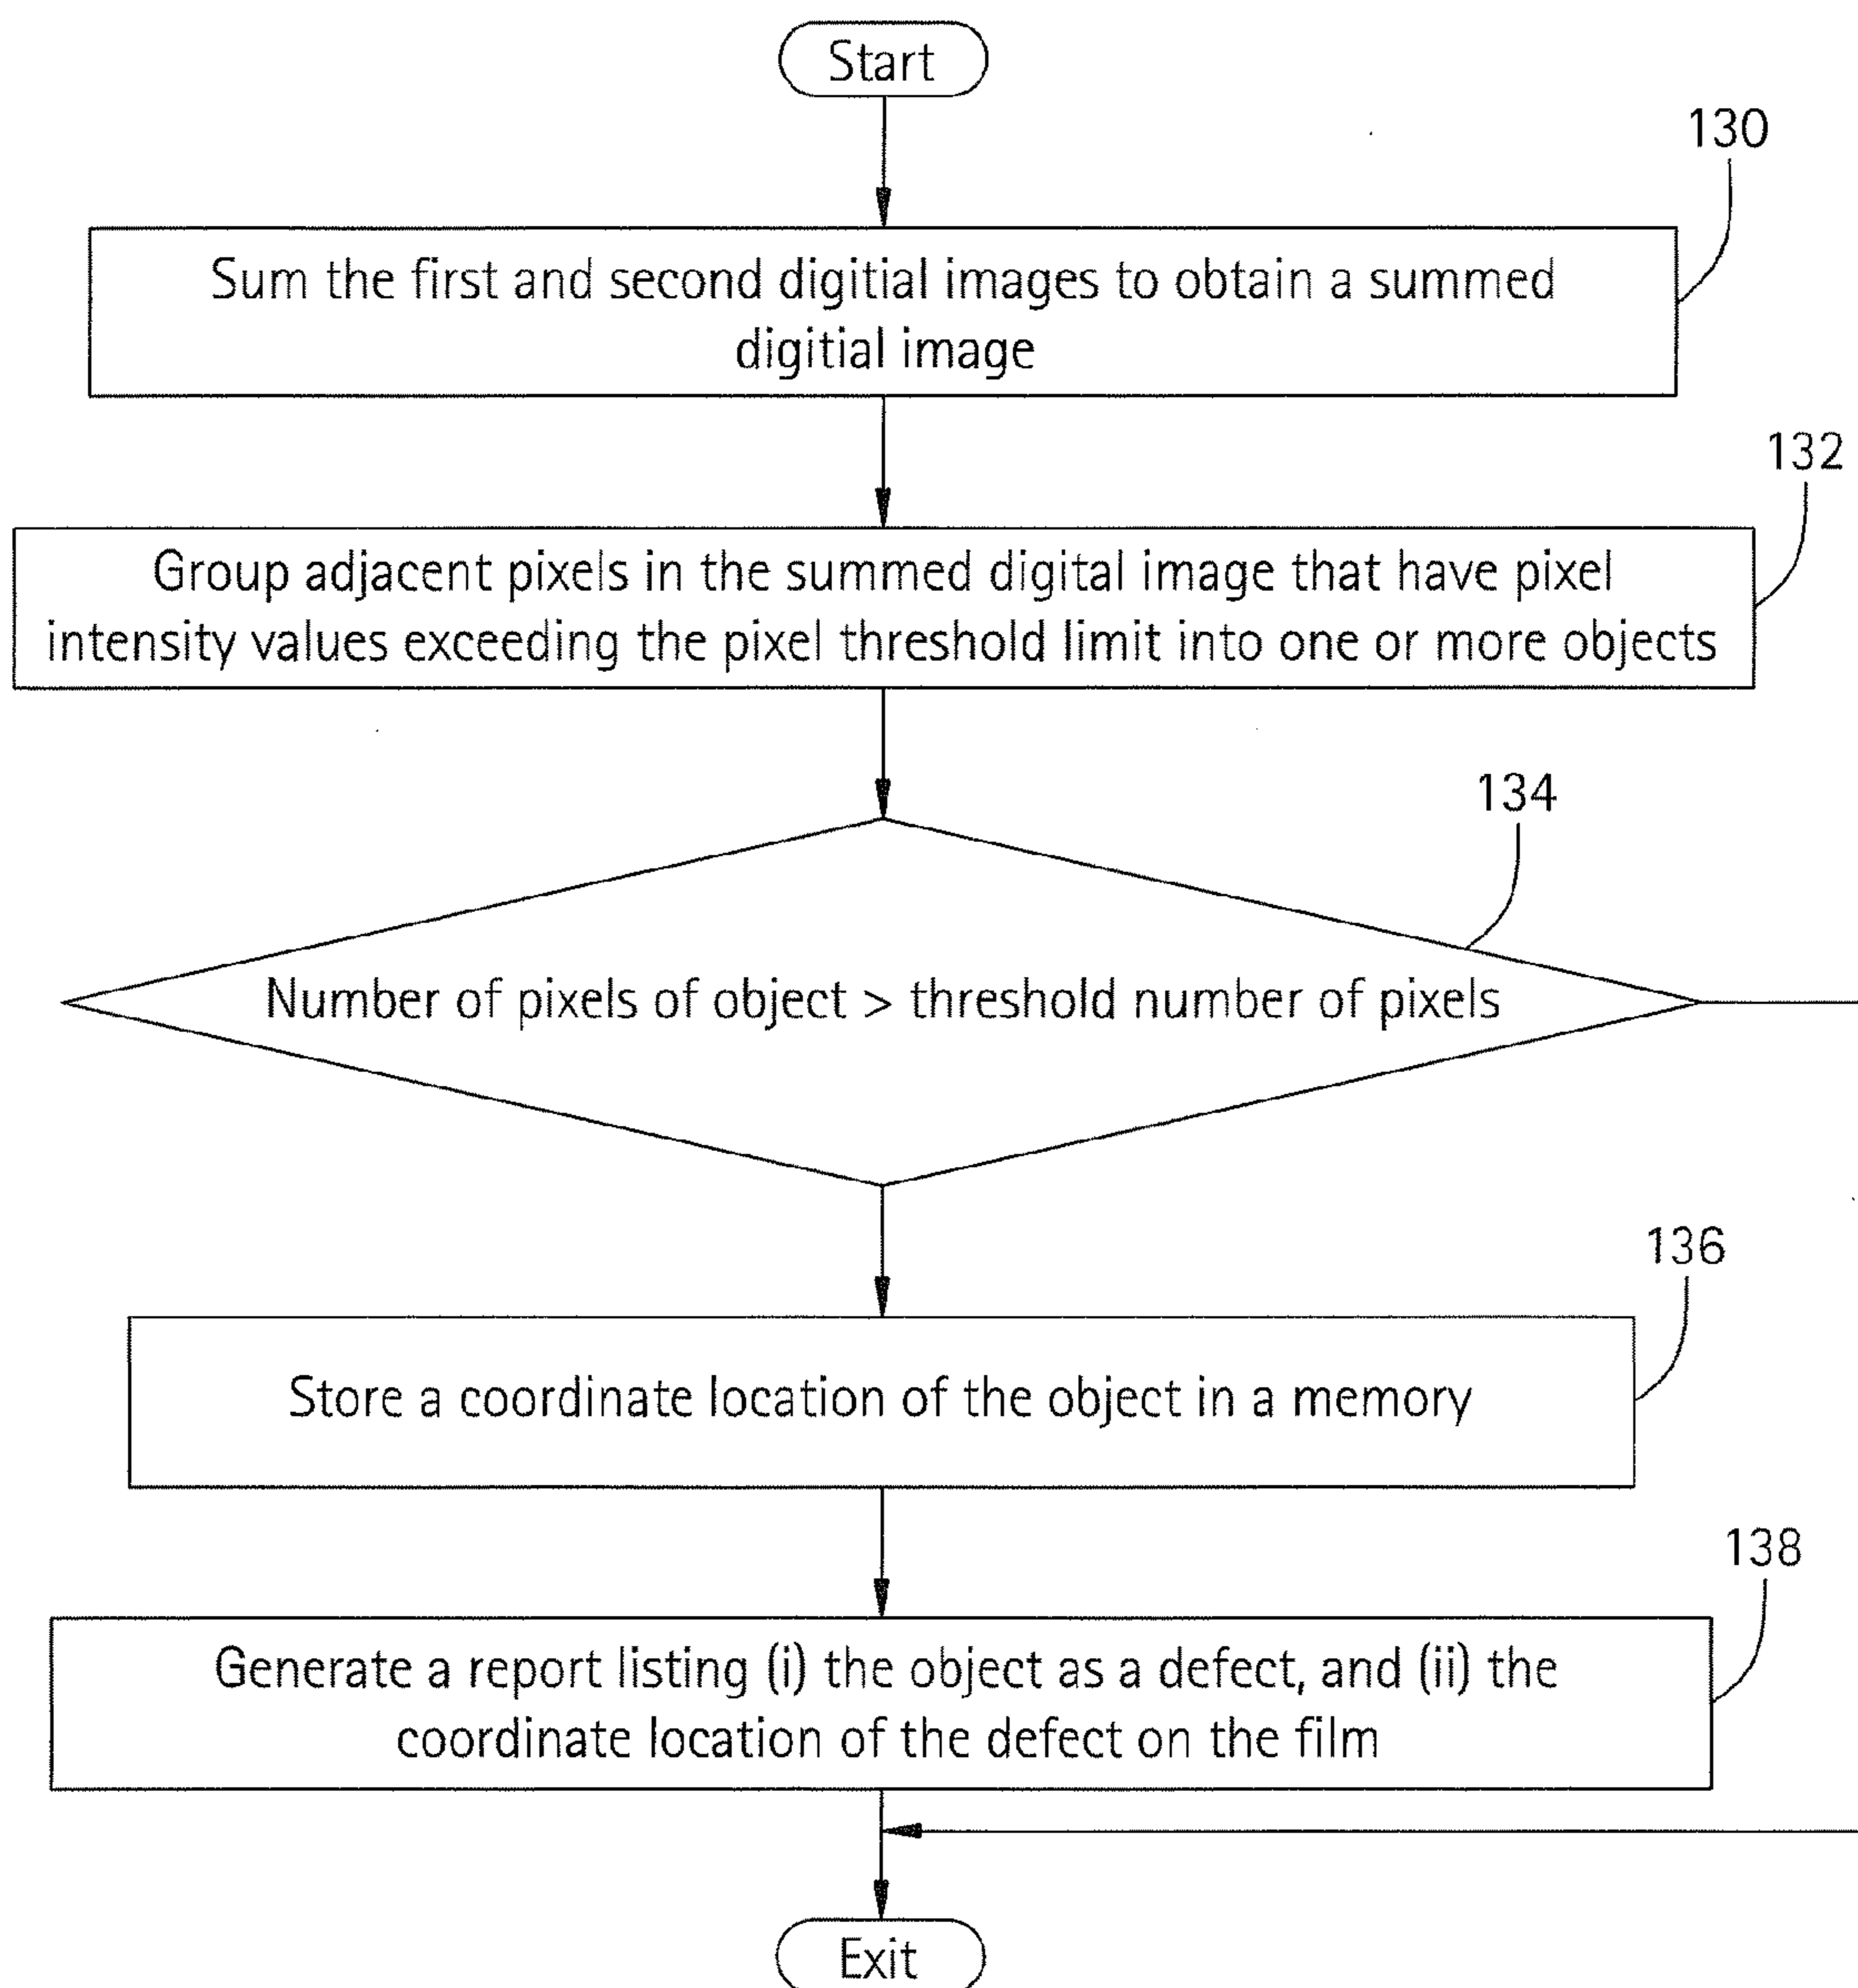 Start
130
Sum the first and second digitial images to obtain a summed
digitial image
132
Group adjacent pixels in the summed digital image that have pixel
intensity values exceeding the pixel threshold limit into one or more objects
134
Number of pixels of object > threshold number of pixels
136
Store a coordinate location of the object in a memory
138
Generate a report listing (i) the object as a defect, and (ii) the
coordinate location of the defect on the film
Exit